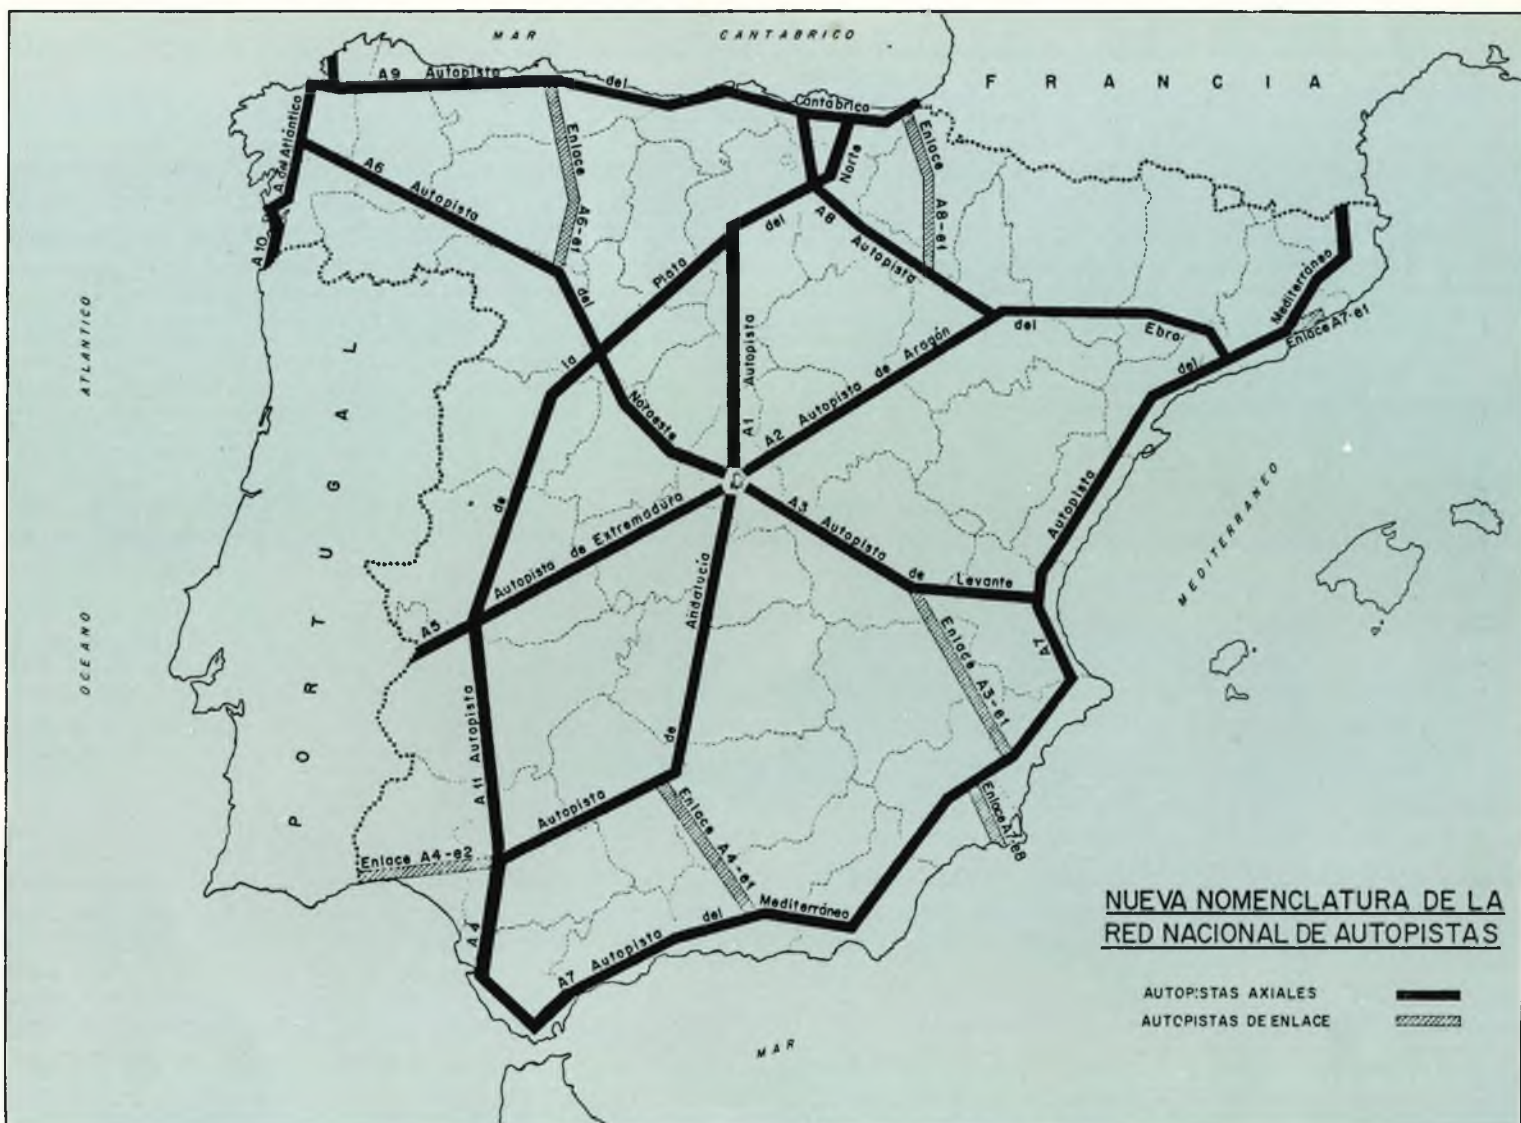 MAR CANTABRICO
FRANCIA
A9 Autopista del Cantábrico
A. del Atlántico
A 10
A6 Autopista del Noroeste
Enlace A6-e1
Norte
del
A8 Autopista del Ebro
Enlace A8-e1
Mediterráneo
Enlace A7-e1
del
Autopista
A7
Plata
la
de
A11 Autopista
A1 Autopista
A2 Autopista de Aragón
A3 Autopista de Levante
Enlace A3-e1
A5 Autopista de Extremadura
Andalucía
de
Autopista
A4
Enlace A4-e1
Enlace A4-e2
Enlace A7-e8
A7 Autopista del Mediterráneo
ATLANTICO
OCEANO
PORTUGAL
MEDITERRANEO
MAR
NUEVA NOMENCLATURA DE LA
RED NACIONAL DE AUTOPISTAS
AUTOPISTAS AXIALES
AUTOPISTAS DE ENLACE